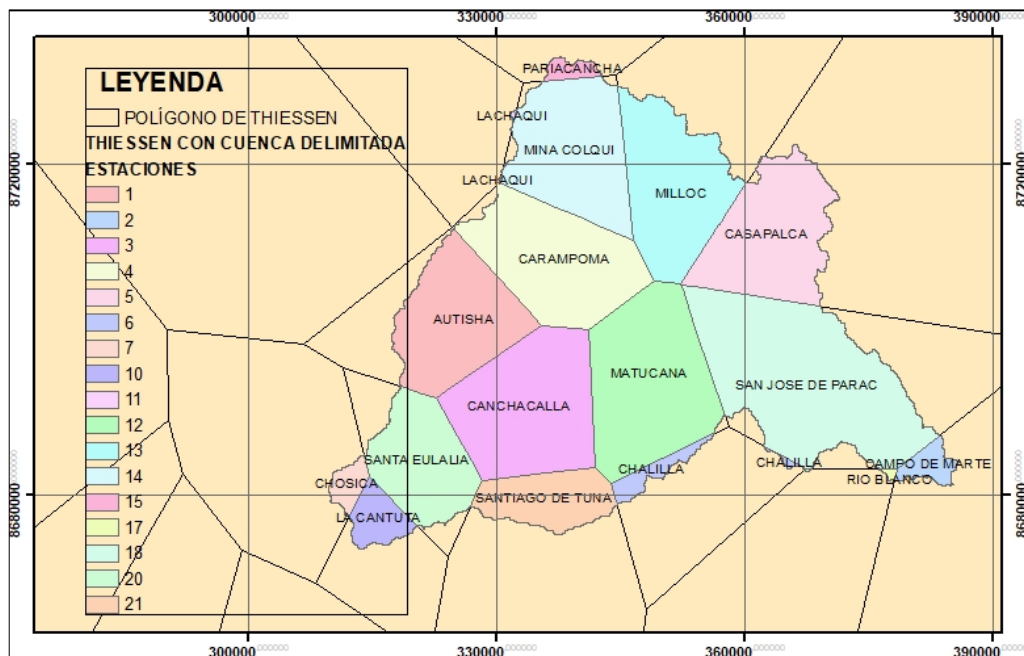 300000
330000
360000
390000
LEYENDA
POLÍGONO DE THIESSEN
THIESSEN CON CUENCA DELIMITADA
ESTACIONES
1
2
3
4
5
6
7
10
11
12
13
14
15
17
18
20
21
PARIACANCHA
LACHAQUI
MINA COLQUI
LACHAQUI
MILLOC
CASAPALCA
CARAMPOMA
AUTISHA
MATUCANA
SAN JOSE DE PARAC
CANCHACALLA
SANTA EULALIA
CHALILLA
CHALILLA
CAMPO DE MARTE
RIO BLANCO
CHOSICA
SANTIAGO DE TUNA
LA CANTUTA
8720000
8720000
8680000
8680000
300000
330000
360000
390000